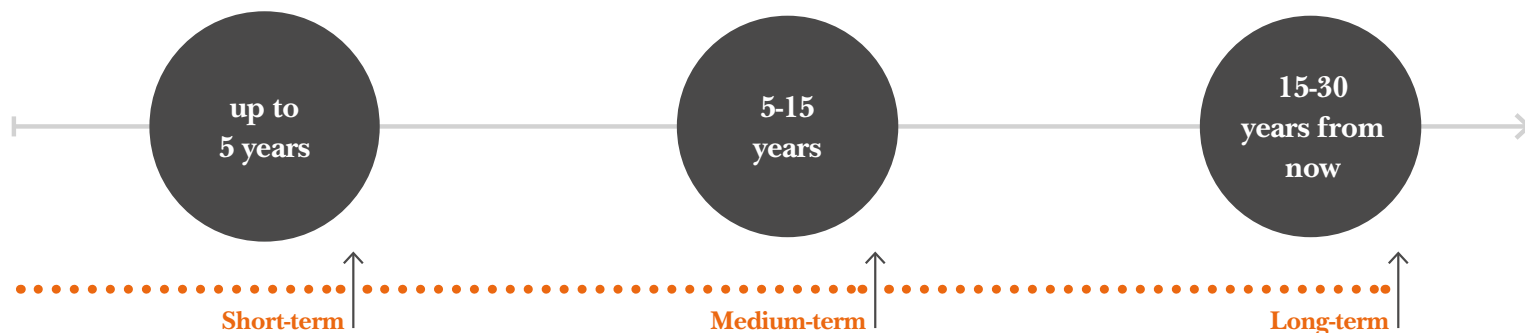 up to
5 years
5-15
years
15-30
years from
now
Short-term
Medium-term
Long-term